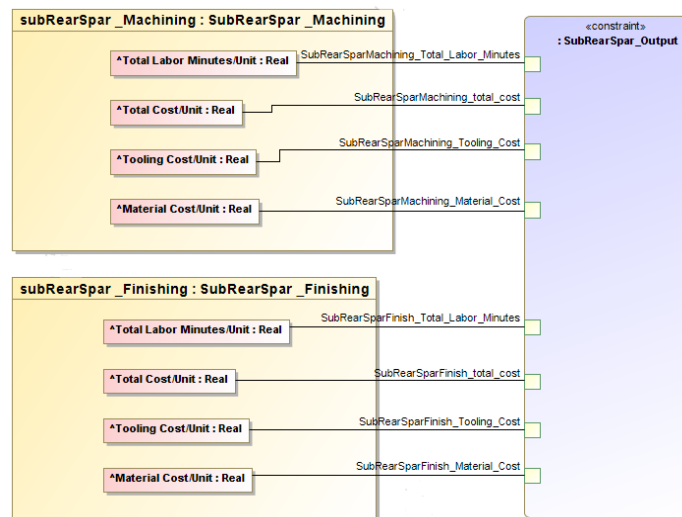 subRearSpar _Machining : SubRearSpar _Machining
«constraint»
: SubRearSpar_Output
^Total Labor Minutes/Unit : Real
SubRearSparMachining_Total_Labor_Minutes
^Total Cost/Unit : Real
SubRearSparMachining_total_cost
^Tooling Cost/Unit : Real
SubRearSparMachining_Tooling_Cost
^Material Cost/Unit : Real
SubRearSparMachining_Material_Cost
subRearSpar _Finishing : SubRearSpar _Finishing
^Total Labor Minutes/Unit : Real
SubRearSparFinish_Total_Labor_Minutes
^Total Cost/Unit : Real
SubRearSparFinish_total_cost
^Tooling Cost/Unit : Real
SubRearSparFinish_Tooling_Cost
^Material Cost/Unit : Real
SubRearSparFinish_Material_Cost